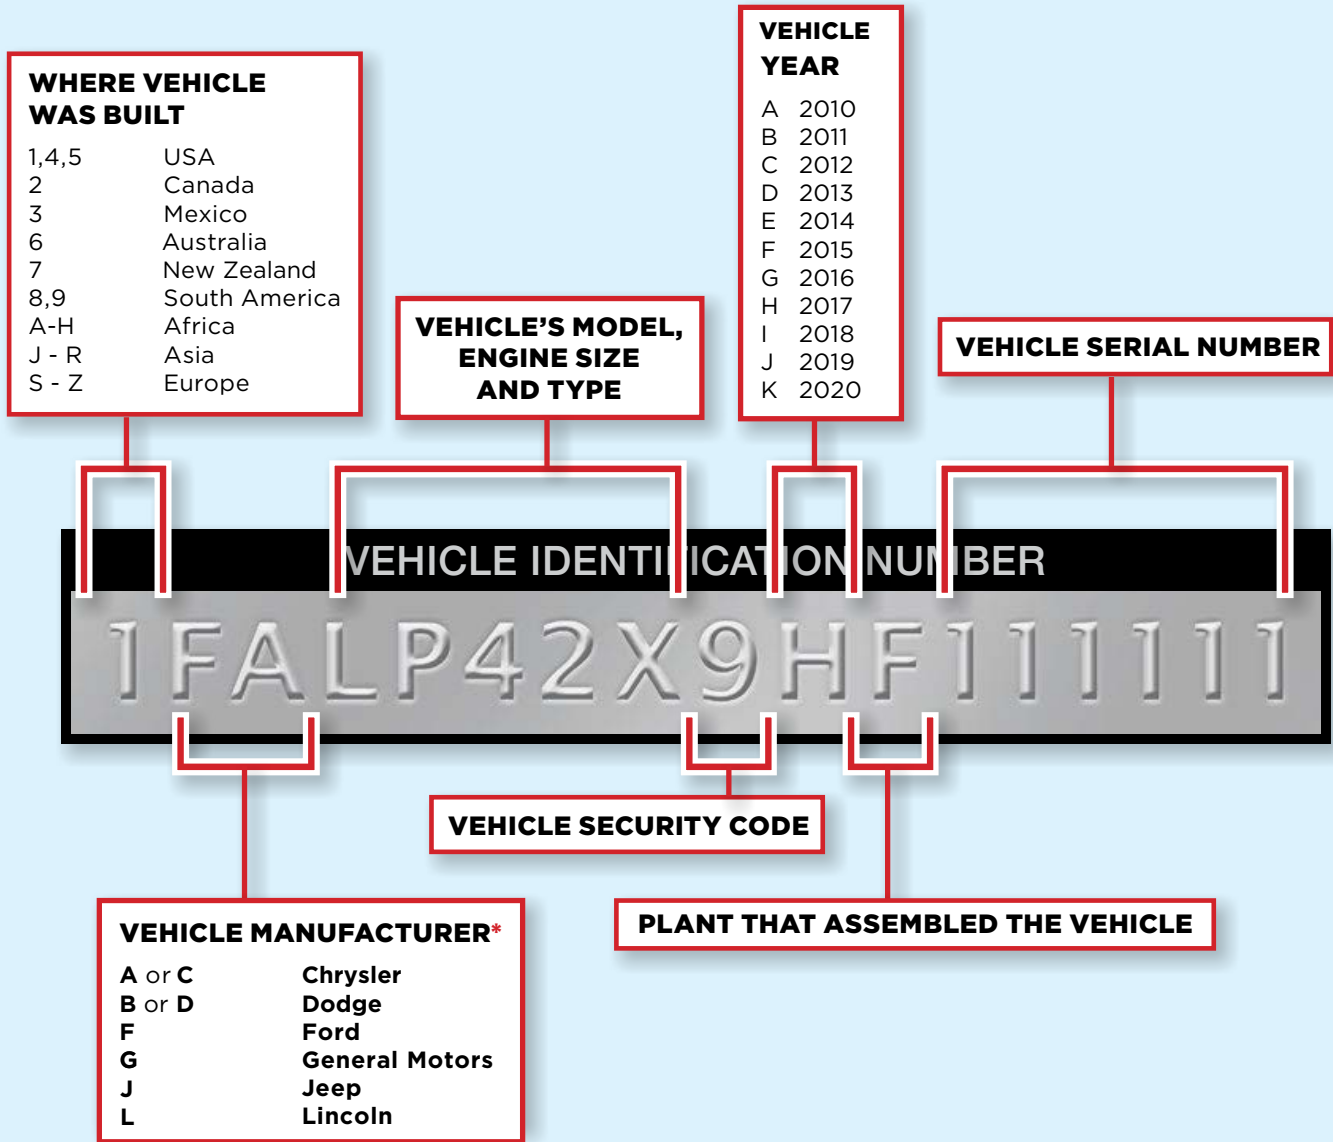 WHERE VEHICLE
WAS BUILT
1,4,5 USA
2 Canada
3 Mexico
6 Australia
7 New Zealand
8,9 South America
A-H Africa
J - R Asia
S - Z Europe
VEHICLE'S MODEL,
ENGINE SIZE
AND TYPE
VEHICLE
YEAR
A 2010
B 2011
C 2012
D 2013
E 2014
F 2015
G 2016
H 2017
I 2018
J 2019
K 2020
VEHICLE SERIAL NUMBER
VEHICLE IDENTIFICATION NUMBER
1FALP42X9HF111111
VEHICLE SECURITY CODE
PLANT THAT ASSEMBLED THE VEHICLE
VEHICLE MANUFACTURER*
A or C Chrysler
B or D Dodge
F Ford
G General Motors
J Jeep
L Lincoln